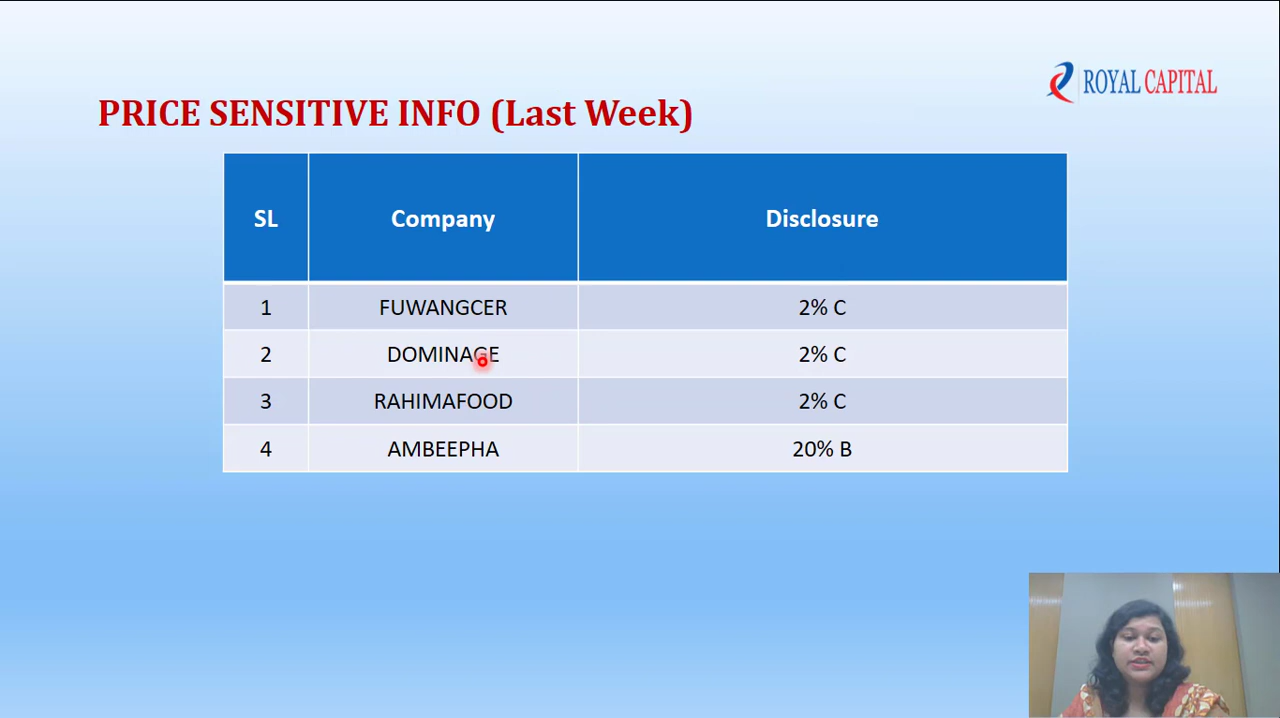 ROYAL CAPITAL
PRICE SENSITIVE INFO (Last Week)
SL Company Disclosure
1 FUWANGCER 2% C
2 DOMINAGE 2% C
3 RAHIMAFOOD 2% C
4 AMBEEPHA 20% B